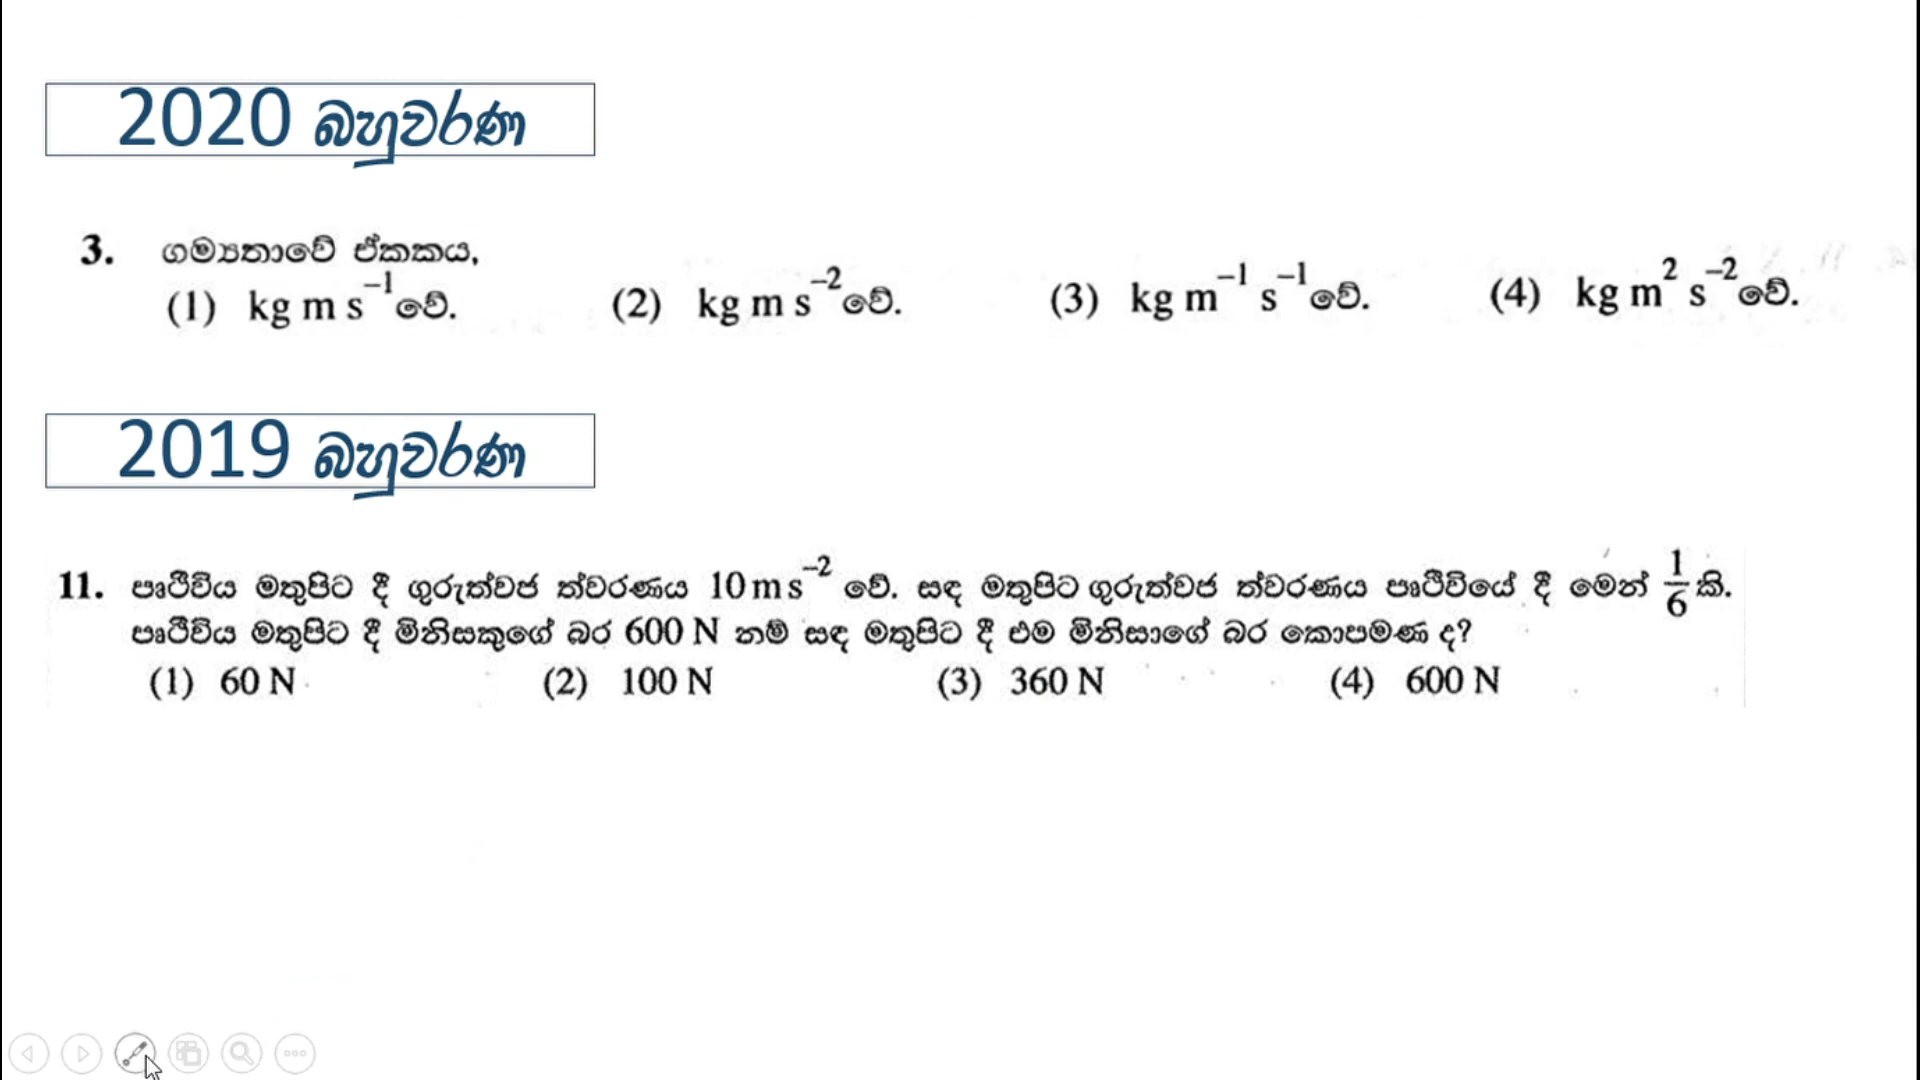 2020 බහුවරණ
3. ගම්‍යතාවේ ඒකකය,
(1) kg m s⁻¹ වේ. (2) kg m s⁻² වේ. (3) kg m⁻¹ s⁻¹ වේ. (4) kg m² s⁻² වේ.
2019 බහුවරණ
11. පෘථිවිය මතුපිට දී ගුරුත්වජ ත්වරණය 10 m s⁻² වේ. සඳ මතුපිට ගුරුත්වජ ත්වරණය පෘථිවියේ දී මෙන් 1/6 කි.
පෘථිවිය මතුපිට දී මිනිසකුගේ බර 600 N නම් සඳ මතුපිට දී එම මිනිසාගේ බර කොපමණ ද?
(1) 60 N (2) 100 N (3) 360 N (4) 600 N